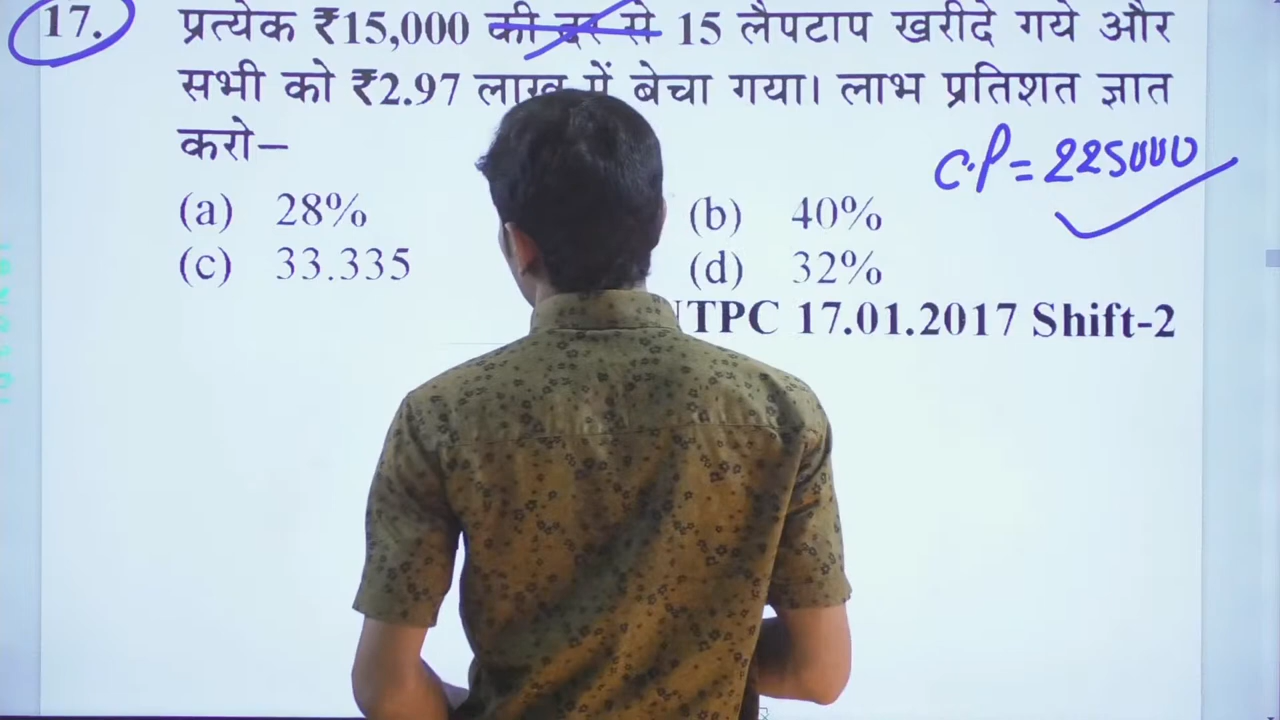 17. प्रत्येक ₹15,000 की दर से 15 लैपटाप खरीदे गये और
सभी को ₹2.97 लाख में बेचा गया। लाभ प्रतिशत ज्ञात
करो–
C.P = 225000
(a) 28% (b) 40%
(c) 33.335 (d) 32%
TPC 17.01.2017 Shift-2